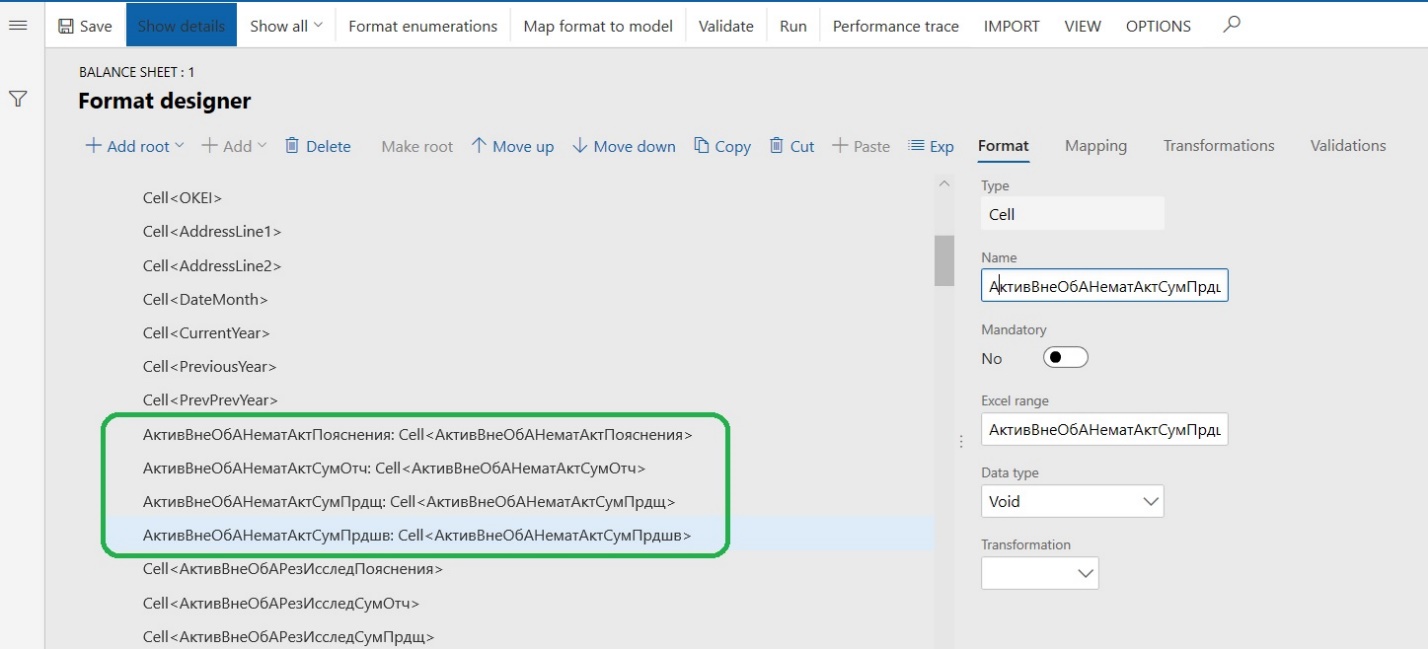 Save Show details Show all Format enumerations Map format to model Validate Run Performance trace IMPORT VIEW OPTIONS
BALANCE SHEET : 1
Format designer
Add root Add Delete Make root Move up Move down Copy Cut Paste Exp
Format Mapping Transformations Validations
Cell<OKEI>
Cell<AddressLine1>
Cell<AddressLine2>
Cell<DateMonth>
Cell<CurrentYear>
Cell<PreviousYear>
Cell<PrevPrevYear>
АктивВнеОбАНематАктПояснения: Cell<АктивВнеОбАНематАктПояснения>
АктивВнеОбАНематАктСумОтч: Cell<АктивВнеОбАНематАктСумОтч>
АктивВнеОбАНематАктСумПрдщ: Cell<АктивВнеОбАНематАктСумПрдщ>
АктивВнеОбАНематАктСумПрдшв: Cell<АктивВнеОбАНематАктСумПрдшв>
Cell<АктивВнеОбАРезИсследПояснения>
Cell<АктивВнеОбАРезИсследСумОтч>
Cell<АктивВнеОбАРезИсследСумПрдщ>
Type
Cell
Name
АктивВнеОбАНематАктСумПрдш
Mandatory
No
Excel range
АктивВнеОбАНематАктСумПрдш
Data type
Void
Transformation